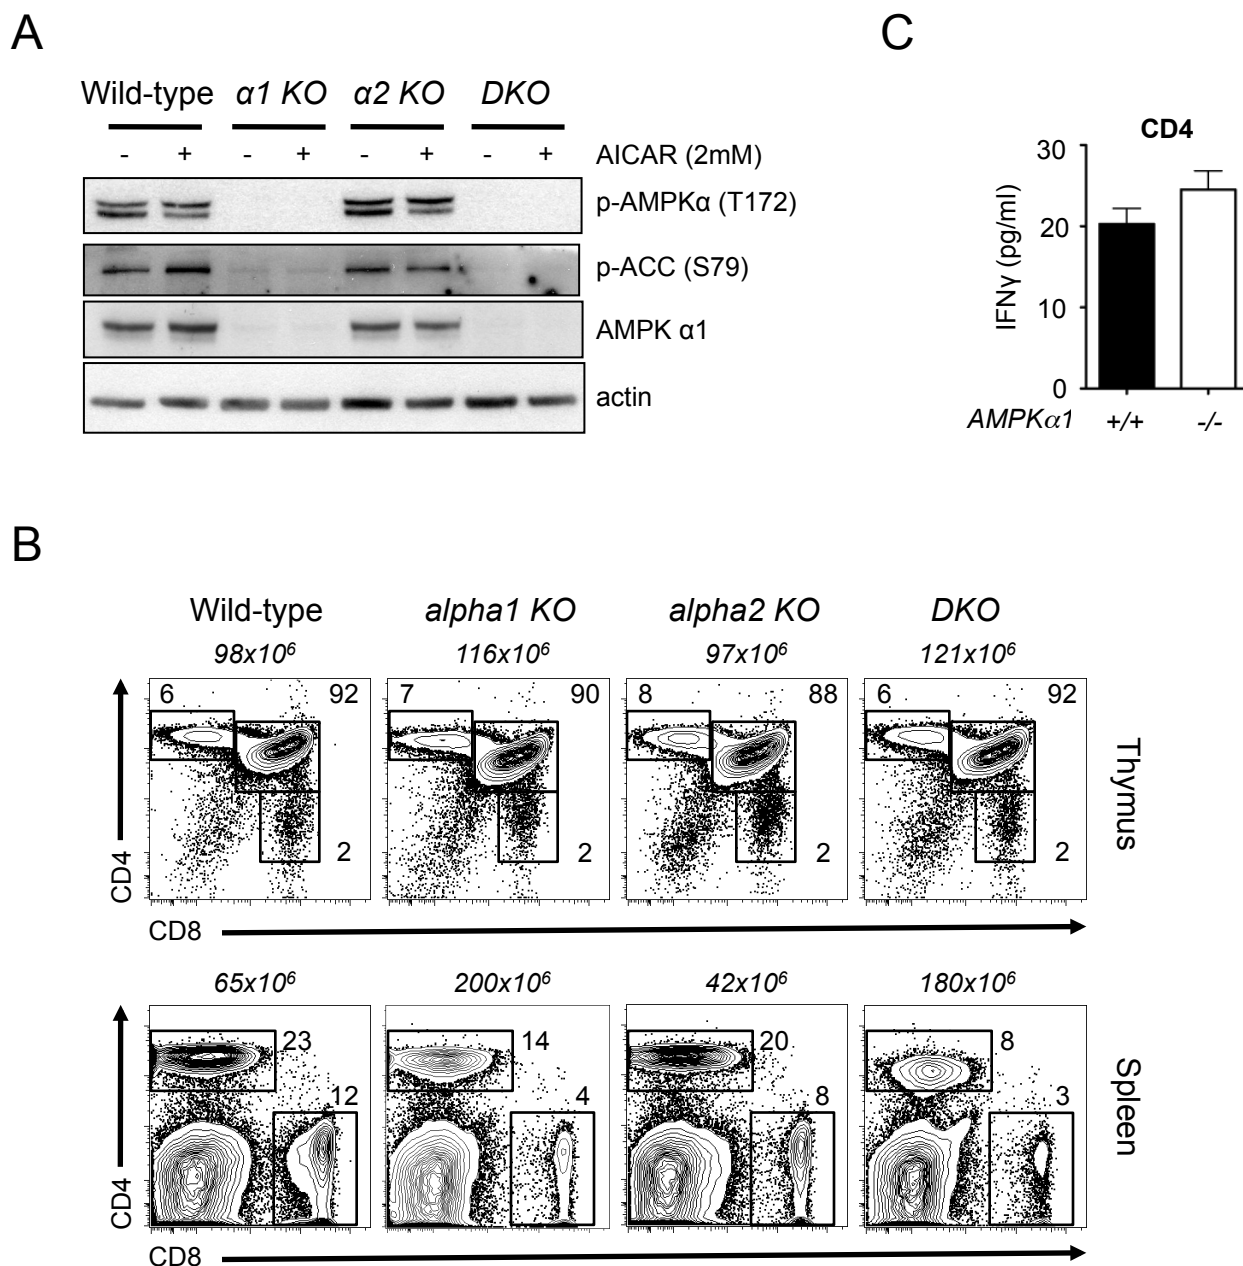 A
Wild-type α1 KO α2 KO DKO
- + - + - + - + AICAR (2mM)
p-AMPKα (T172)
p-ACC (S79)
AMPK α1
actin
C
CD4
30
20
10
0
IFNγ (pg/ml)
AMPKα1 +/+ -/-
B
Wild-type alpha1 KO alpha2 KO DKO
98x10⁶ 116x10⁶ 97x10⁶ 121x10⁶
6 92 7 90 8 88 6 92
2 2 2 2
CD4
CD8
Thymus
65x10⁶ 200x10⁶ 42x10⁶ 180x10⁶
23 14 20 8
12 4 8 3
CD4
CD8
Spleen